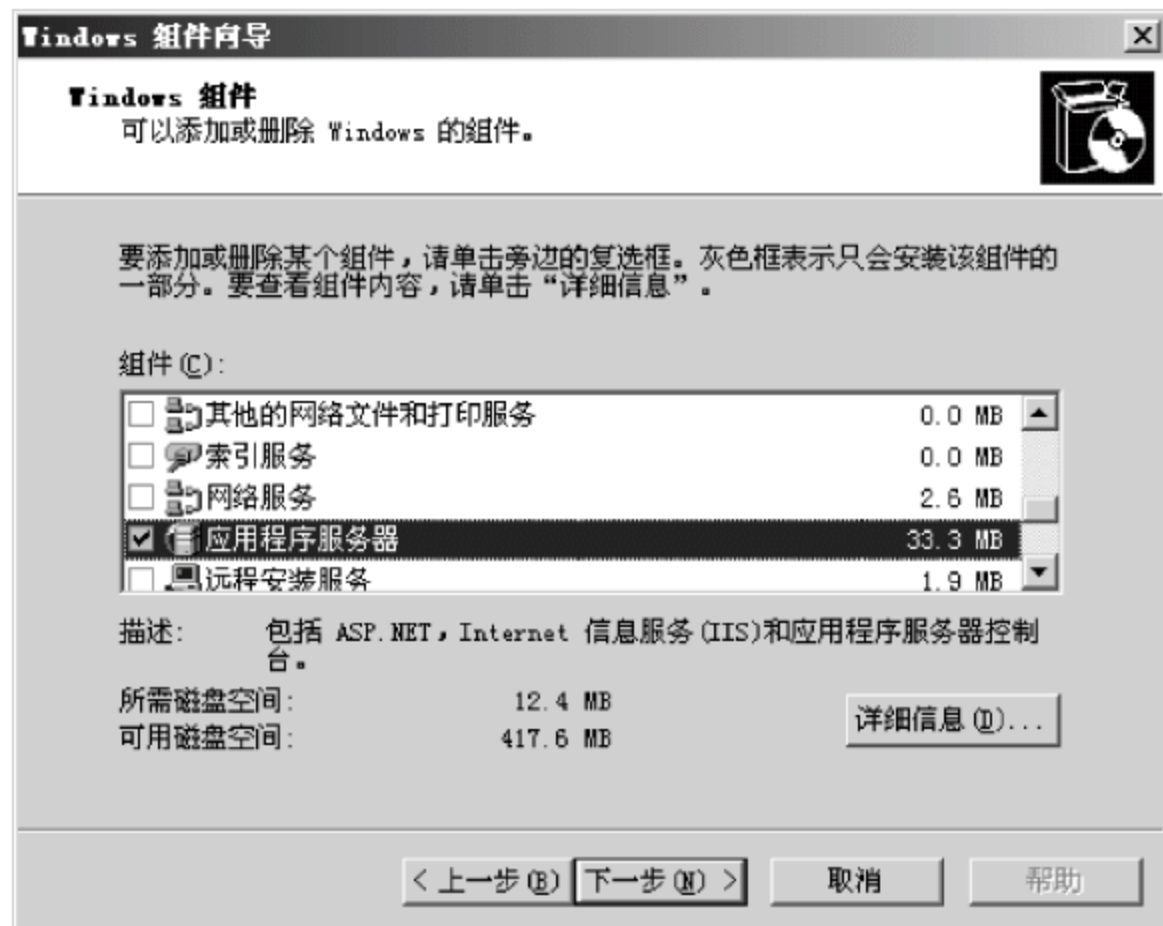 Windows 组件向导
Windows 组件
可以添加或删除 Windows 的组件。
要添加或删除某个组件，请单击旁边的复选框。灰色框表示只会安装该组件的
一部分。要查看组件内容，请单击“详细信息”。
组件(C):
其他的网络文件和打印服务 0.0 MB
索引服务 0.0 MB
网络服务 2.6 MB
应用程序服务器 33.3 MB
远程安装服务 1.9 MB
描述: 包括 ASP.NET，Internet 信息服务(IIS)和应用程序服务器控制
台。
所需磁盘空间: 12.4 MB
可用磁盘空间: 417.6 MB
详细信息(D)...
< 上一步(B) 下一步(N) > 取消 帮助